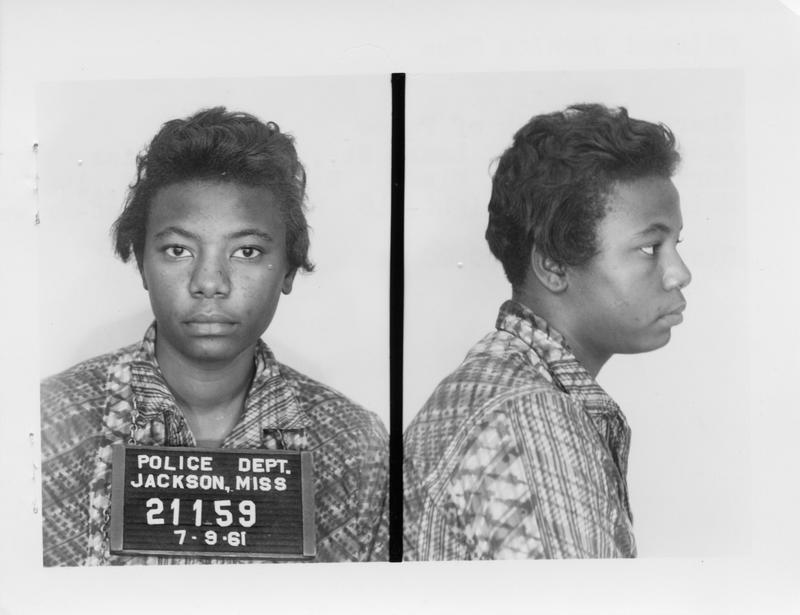 POLICE DEPT.
JACKSON, MISS
21159
7-9-61